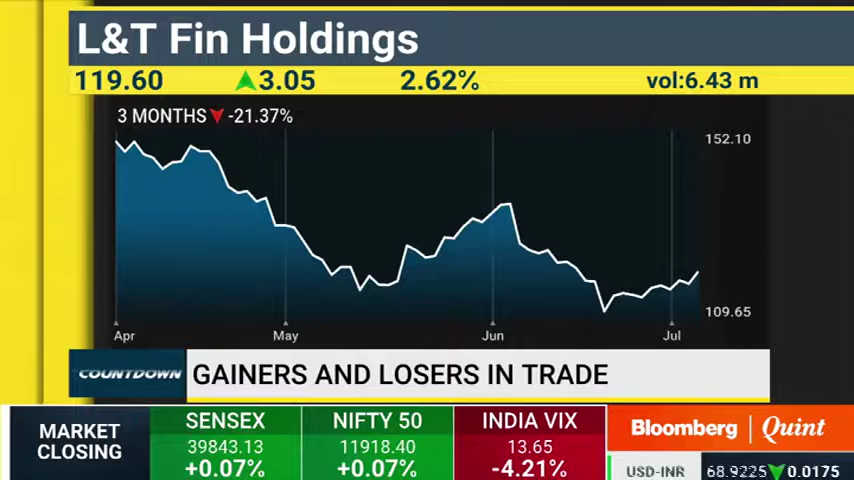 L&T Fin Holdings
119.60 3.05 2.62% vol:6.43 m
3 MONTHS -21.37%
152.10
109.65
Apr May Jun Jul
COUNTDOWN GAINERS AND LOSERS IN TRADE
MARKET CLOSING
SENSEX
39843.13
+0.07%
NIFTY 50
11918.40
+0.07%
INDIA VIX
13.65
-4.21%
Bloomberg | Quint
USD-INR 68.9225 0.0175